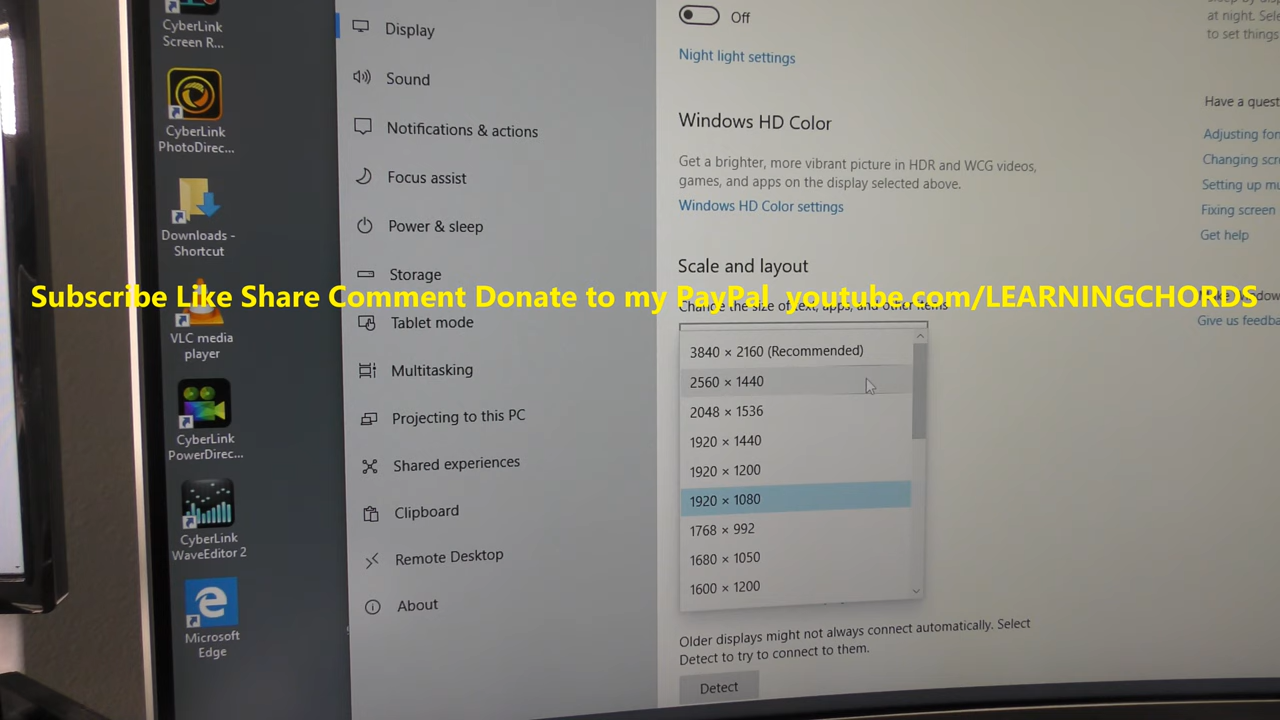 CyberLink
Screen R...
CyberLink
PhotoDirec...
Downloads -
Shortcut
VLC media
player
CyberLink
PowerDirec...
CyberLink
WaveEditor 2
Microsoft
Edge
Display
Sound
Notifications & actions
Focus assist
Power & sleep
Storage
Tablet mode
Multitasking
Projecting to this PC
Shared experiences
Clipboard
Remote Desktop
About
Off
Night light settings
Windows HD Color
Get a brighter, more vibrant picture in HDR and WCG videos,
games, and apps on the display selected above.
Windows HD Color settings
Scale and layout
Subscribe Like Share Comment Donate to my PayPal youtube.com/LEARNINGCHORDS
Change the size of text, apps, and other items
3840 × 2160 (Recommended)
2560 × 1440
2048 × 1536
1920 × 1440
1920 × 1200
1920 × 1080
1768 × 992
1680 × 1050
1600 × 1200
Older displays might not always connect automatically. Select
Detect to try to connect to them.
Detect
at night. Sele
to set things
Have a quest
Adjusting fon
Changing scre
Setting up mu
Fixing screen
Get help
Give us feedba